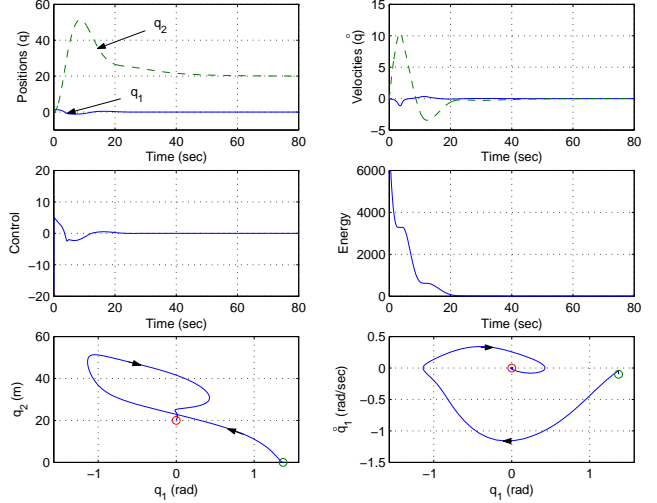 60
40
20
0
0 20 40 60 80
Time (sec)
Positions (q)
q2
q1
10
5
0
−5
0 20 40 60 80
Time (sec)
Velocities (q̊)
20
10
0
−10
−20
0 20 40 60 80
Time (sec)
Control
6000
4000
2000
0
0 20 40 60 80
Time (sec)
Energy
60
40
20
0
−1 0 1
q1 (rad)
q2 (m)
0.5
0
−0.5
−1
−1.5
−1 0 1
q1 (rad)
q̊1 (rad/sec)